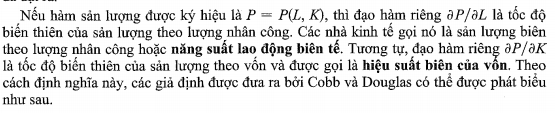 Nếu hàm sản lượng được ký hiệu là P = P(L, K), thì đạo hàm riêng ∂P/∂L là tốc độ
biến thiên của sản lượng theo lượng nhân công. Các nhà kinh tế gọi nó là sản lượng biên
theo lượng nhân công hoặc năng suất lao động biên tế. Tương tự, đạo hàm riêng ∂P/∂K
là tốc độ biến thiên của sản lượng theo vốn và được gọi là hiệu suất biên của vốn. Theo
cách định nghĩa này, các giả định được đưa ra bởi Cobb và Douglas có thể được phát biểu
như sau.